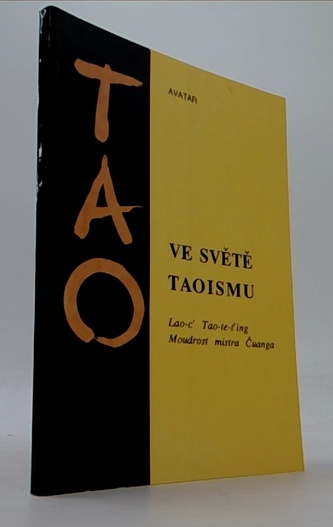 TAO
AVATAR
VE SVĚTĚ
TAOISMU
Lao-c' Tao-te-ťing
Moudrost mistra Čuanga